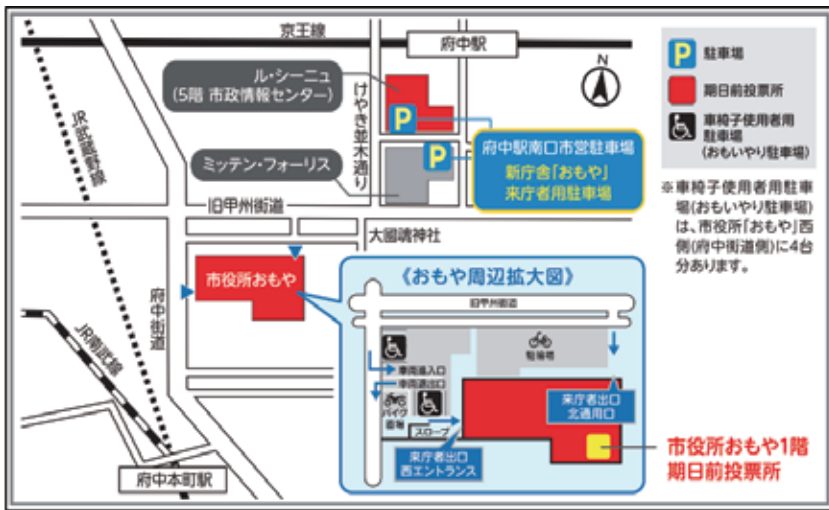 京王線
府中駅
N
P 駐車場
期日前投票所
車椅子使用者用
駐車場
(おもいやり駐車場)
※車椅子使用者用駐車
場(おもいやり駐車場)
は、市役所「おもや」西
側(府中街道側)に4台
分あります。
ル・シーニュ
(5階 市政情報センター)
けやき並木通り
P
P
府中駅南口市営駐車場
新庁舎「おもや」
来庁者用駐車場
ミッテン・フォーリス
JR武蔵野線
旧甲州街道
大國魂神社
市役所おもや
府中街道
JR南武線
府中本町駅
《おもや周辺拡大図》
旧甲州街道
駐輪場
車両進入口
車両退出口
バイク
置場
スロープ
来庁者出口
北通用口
来庁者出口
西エントランス
市役所おもや1階
期日前投票所